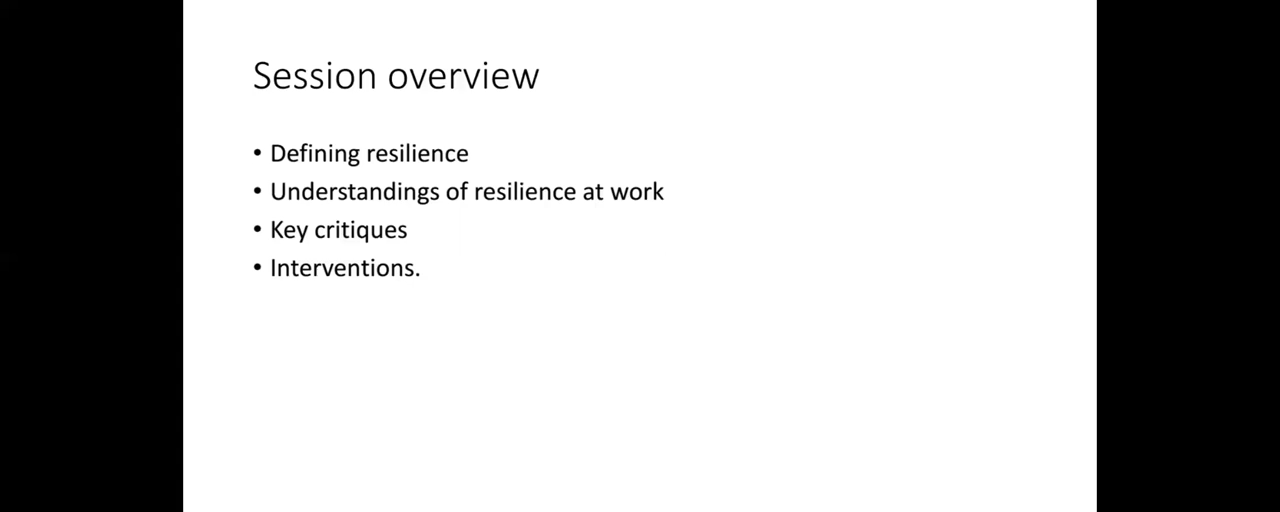 Session overview
• Defining resilience
• Understandings of resilience at work
• Key critiques
• Interventions.